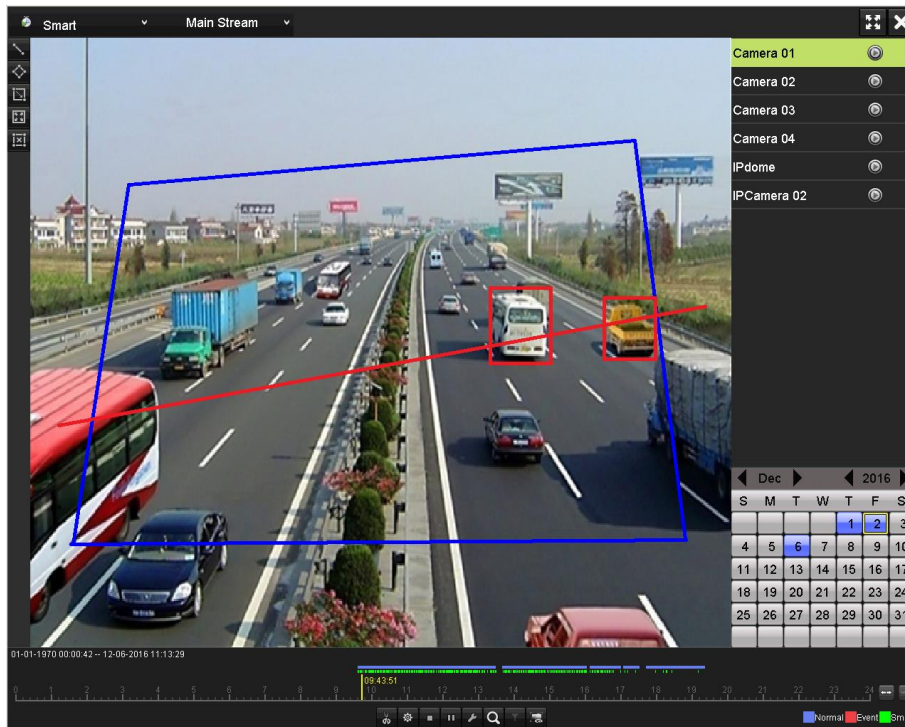 Smart Main Stream
Camera 01
Camera 02
Camera 03
Camera 04
IPdome
IPCamera 02
Dec 2016
S M T W T F S
1 2 3
4 5 6 7 8 9 10
11 12 13 14 15 16 17
18 19 20 21 22 23 24
25 26 27 28 29 30 31
01-01-1970 00:00:42 -- 12-06-2016 11:13:29
09:43:51
0 1 2 3 4 5 6 7 8 9 10 11 12 13 14 15 16 17 18 19 20 21 22 23 24
Normal Event Sm